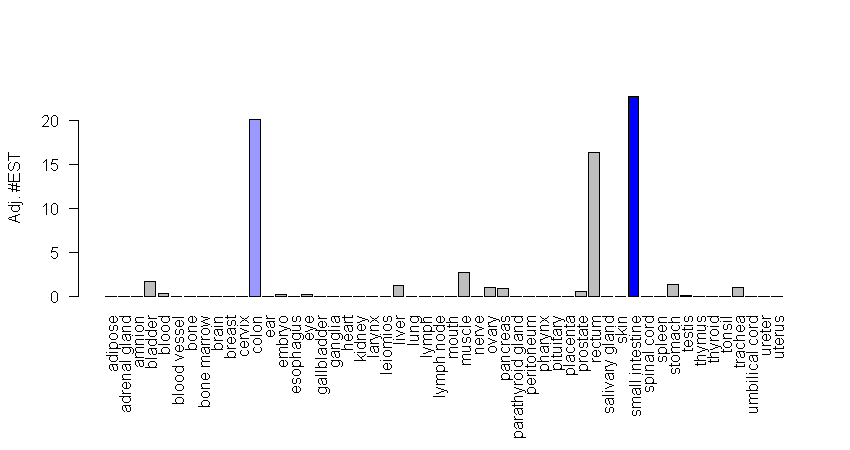 Adj. #EST
20
15
10
5
0
adipose
adrenal gland
amnion
bladder
blood
blood vessel
bone
bone marrow
brain
breast
cervix
colon
ear
embryo
esophagus
eye
gallbladder
ganglia
heart
kidney
larynx
leiomios
liver
lung
lymph
lymph node
mouth
muscle
nerve
ovary
pancreas
parathyroid gland
peritoneum
pharynx
pituitary
placenta
prostate
rectum
salivary gland
skin
small intestine
spinal cord
spleen
stomach
testis
thymus
thyroid
tonsil
trachea
umbilical cord
ureter
uterus